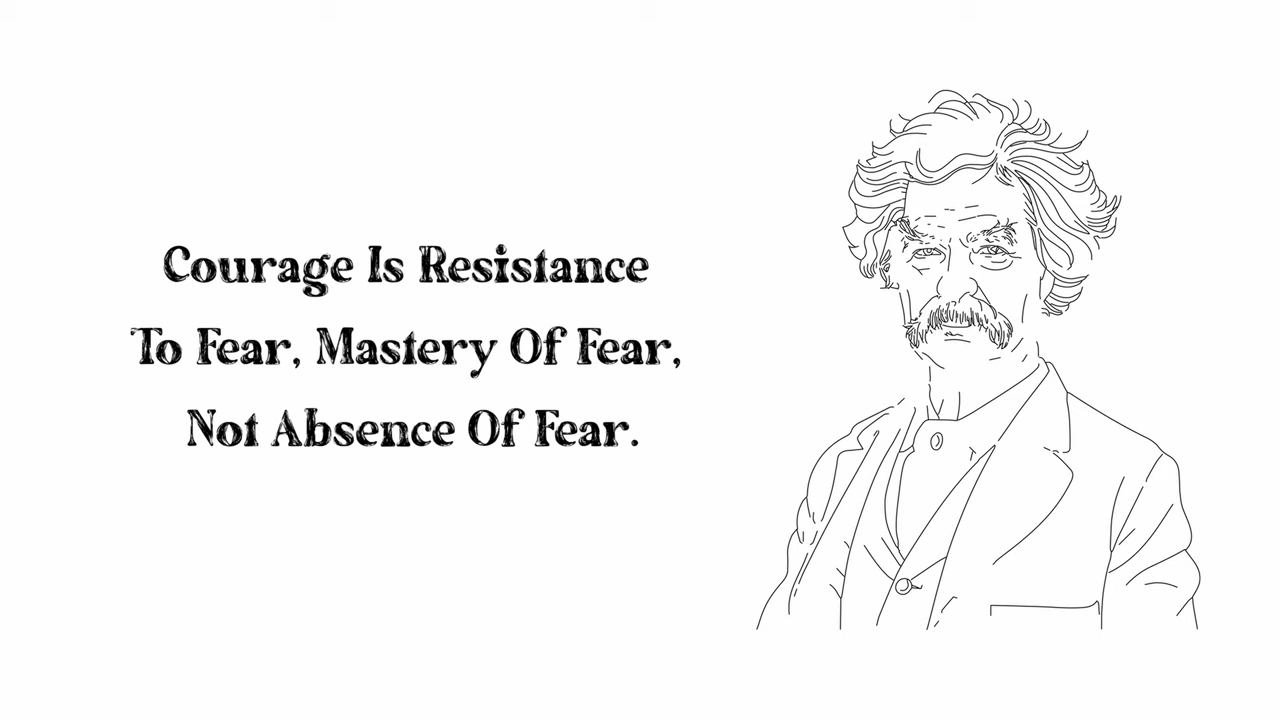 Courage Is Resistance
To Fear, Mastery Of Fear,
Not Absence Of Fear.